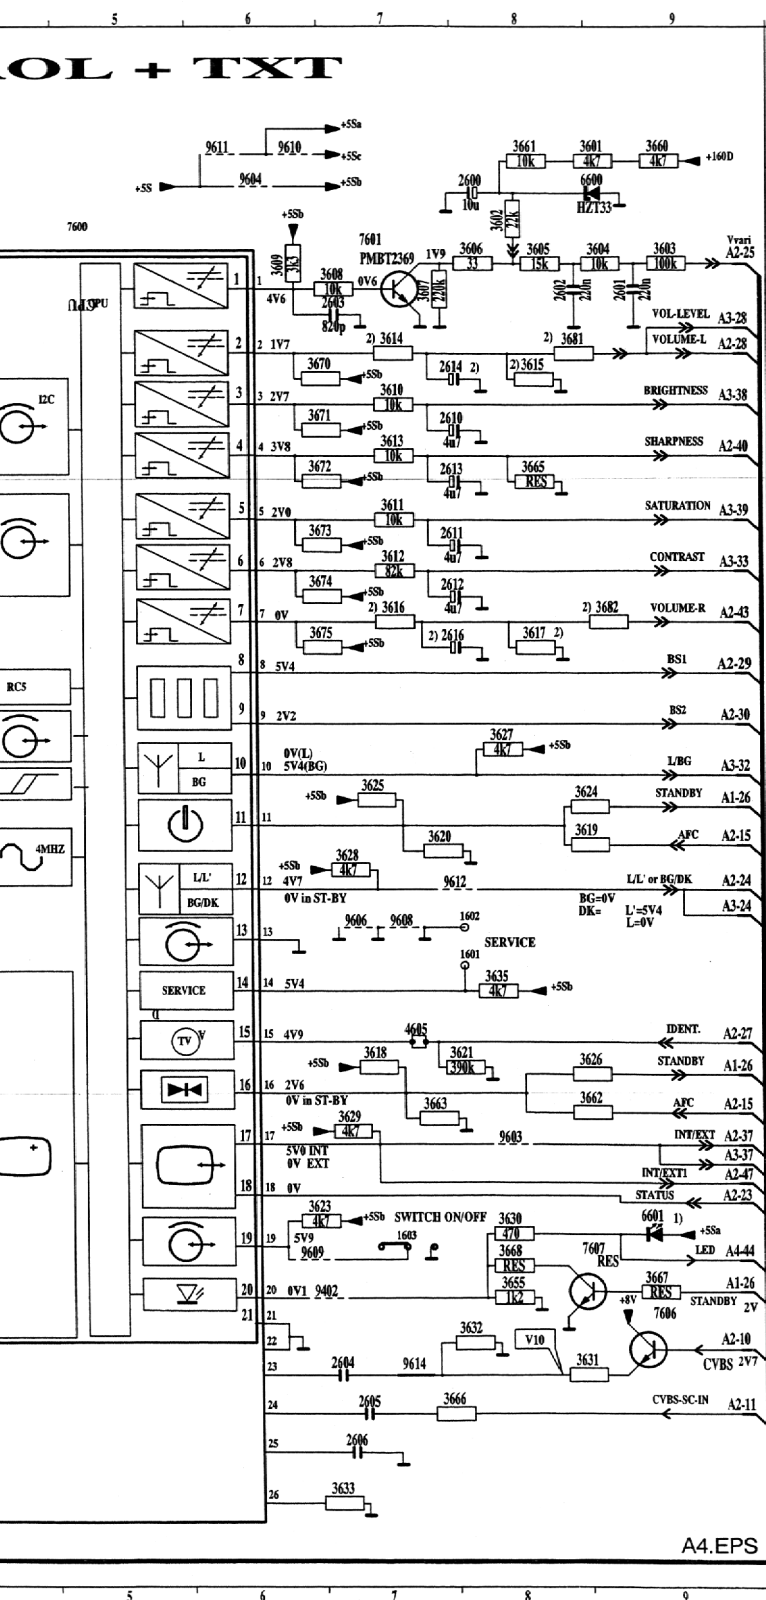 5 6 7 8 9
OL + TXT
+5Sa
9611 9610 +5Sc
+5S 9604 +5Sb
3661 3601 3660
10k 4k7 4k7 +160D
2600 6600
10u HZT33
3602 22k
7600
+5Sb
7601
PMBT2369
1V9 3606 3605 3604 3603 Vvari
33 15k 10k 100k A2-25
3609 3k3
CPU
1 1 3608 0V6
10k
4V6 2603
820p
3607 220k
2602 220n 2601 220n
VOL-LEVEL A3-28
2 2 1V7 2) 3614 2) 3681 VOLUME-L A2-28
3670 +5Sb 2614 2) 2) 3615
3 3 2V7 3610 BRIGHTNESS A3-38
10k
I2C
3671 +5Sb 2610
4u7
4 4 3V8 3613 SHARPNESS A2-40
10k
3672 +5Sb 2613 3665
4u7 RES
5 5 2V0 3611 SATURATION A3-39
10k
3673 +5Sb 2611
4u7
6 6 2V8 3612 CONTRAST A3-33
82k
3674 +5Sb 2612
4u7
7 7 0V 2) 3616 2) 3682 VOLUME-R A2-43
3675 +5Sb 2) 2616 3617 2)
8 8 5V4 BS1 A2-29
RC5
9 9 2V2 BS2 A2-30
3627
4k7 +5Sb
L 0V(L)
BG 10 10 5V4(BG) L/BG A3-32
+5Sb 3625 3624 STANDBY A1-26
11 11
3620 3619 AFC A2-15
4MHZ
+5Sb 3628
4k7
L/L'
BG/DK 12 12 4V7 9612 L/L' or BG/DK A2-24
0V in ST-BY BG=0V
DK= L'=5V4 A3-24
L=0V
13 13 9606 9608 1602
SERVICE
1601
SERVICE 14 14 5V4 3635
4k7 +5Sb
TV 15 15 4V9 4605 IDENT. A2-27
+5Sb 3618 3621 3626 STANDBY A1-26
390k
16 16 2V6
0V in ST-BY 3663 3662 AFC A2-15
+5Sb 3629
4k7
17 17 9603 INT/EXT A2-37
5V0 INT A3-37
0V EXT INT/EXT1 A2-47
18 18 0V STATUS A2-23
3623
4k7 +5Sb SWITCH ON/OFF 3630 6601 1)
470 +5Sa
19 19 5V9 1603 3668 7607 LED A4-44
9609 RES RES
20 20 0V1 9402 3655 3667 A1-26
1k2 RES STANDBY 2V
+8V 7606
21 21
22
3632 V10 A2-10
CVBS 2V7
23 2604 9614 3631
24 2605 3666 CVBS-SC-IN A2-11
25 2606
26 3633
A4.EPS
5 6 7 8 9